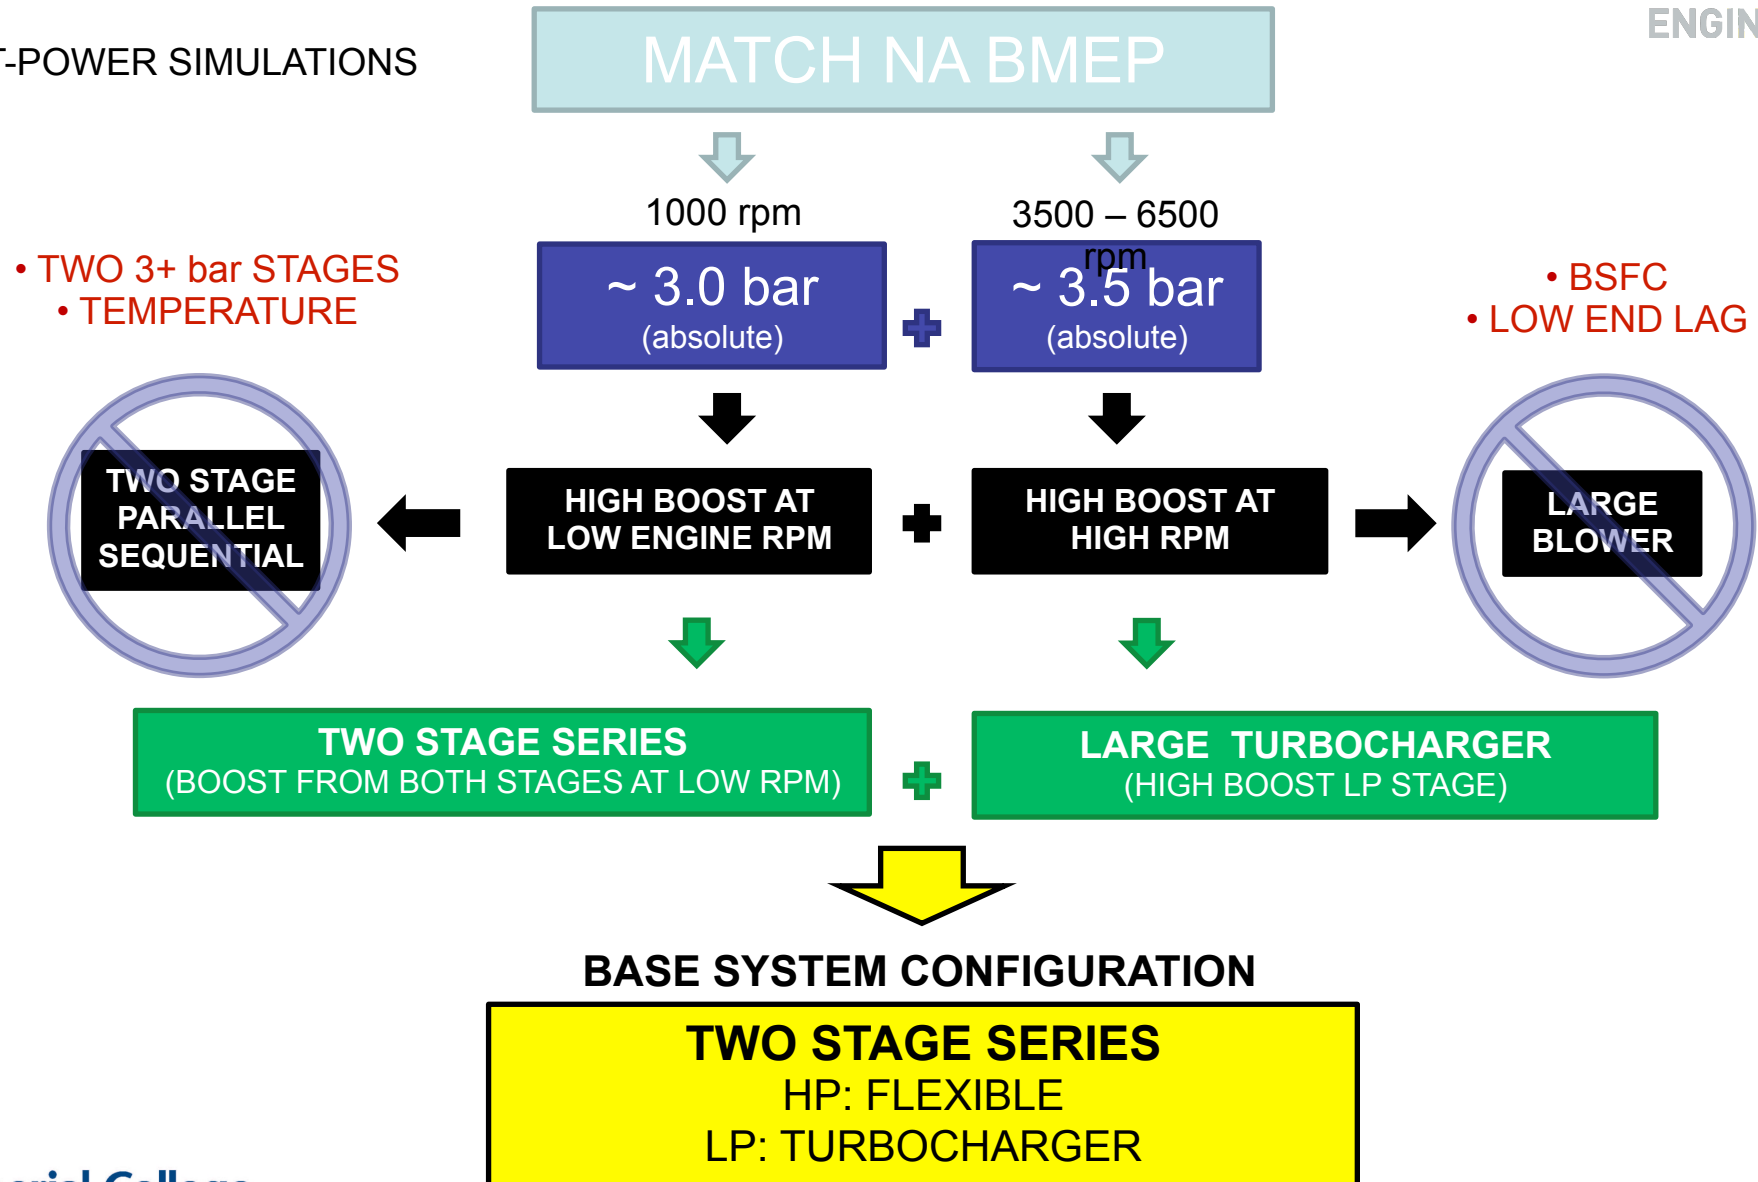 T-POWER SIMULATIONS
MATCH NA BMEP
ENGIN
1000 rpm
3500 – 6500
rpm
• TWO 3+ bar STAGES
• TEMPERATURE
~ 3.0 bar
(absolute)
~ 3.5 bar
(absolute)
• BSFC
• LOW END LAG
TWO STAGE
PARALLEL
SEQUENTIAL
HIGH BOOST AT
LOW ENGINE RPM
HIGH BOOST AT
HIGH RPM
LARGE
BLOWER
TWO STAGE SERIES
(BOOST FROM BOTH STAGES AT LOW RPM)
LARGE TURBOCHARGER
(HIGH BOOST LP STAGE)
BASE SYSTEM CONFIGURATION
TWO STAGE SERIES
HP: FLEXIBLE
LP: TURBOCHARGER